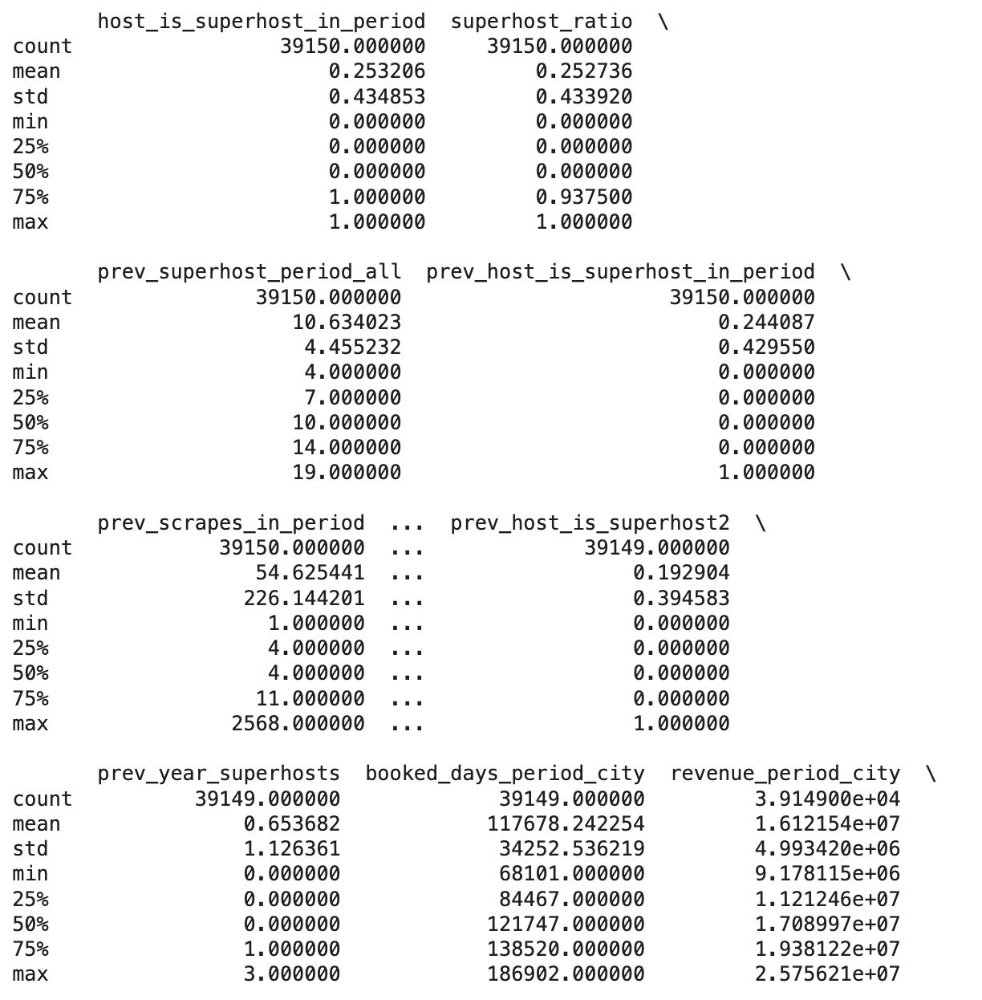 host_is_superhost_in_period superhost_ratio \
count 39150.000000 39150.000000
mean 0.253206 0.252736
std 0.434853 0.433920
min 0.000000 0.000000
25% 0.000000 0.000000
50% 0.000000 0.000000
75% 1.000000 0.937500
max 1.000000 1.000000
prev_superhost_period_all prev_host_is_superhost_in_period \
count 39150.000000 39150.000000
mean 10.634023 0.244087
std 4.455232 0.429550
min 4.000000 0.000000
25% 7.000000 0.000000
50% 10.000000 0.000000
75% 14.000000 0.000000
max 19.000000 1.000000
prev_scrapes_in_period ... prev_host_is_superhost2 \
count 39150.000000 ... 39149.000000
mean 54.625441 ... 0.192904
std 226.144201 ... 0.394583
min 1.000000 ... 0.000000
25% 4.000000 ... 0.000000
50% 4.000000 ... 0.000000
75% 11.000000 ... 0.000000
max 2568.000000 ... 1.000000
prev_year_superhosts booked_days_period_city revenue_period_city \
count 39149.000000 39149.000000 3.914900e+04
mean 0.653682 117678.242254 1.612154e+07
std 1.126361 34252.536219 4.993420e+06
min 0.000000 68101.000000 9.178115e+06
25% 0.000000 84467.000000 1.121246e+07
50% 0.000000 121747.000000 1.708997e+07
75% 1.000000 138520.000000 1.938122e+07
max 3.000000 186902.000000 2.575621e+07